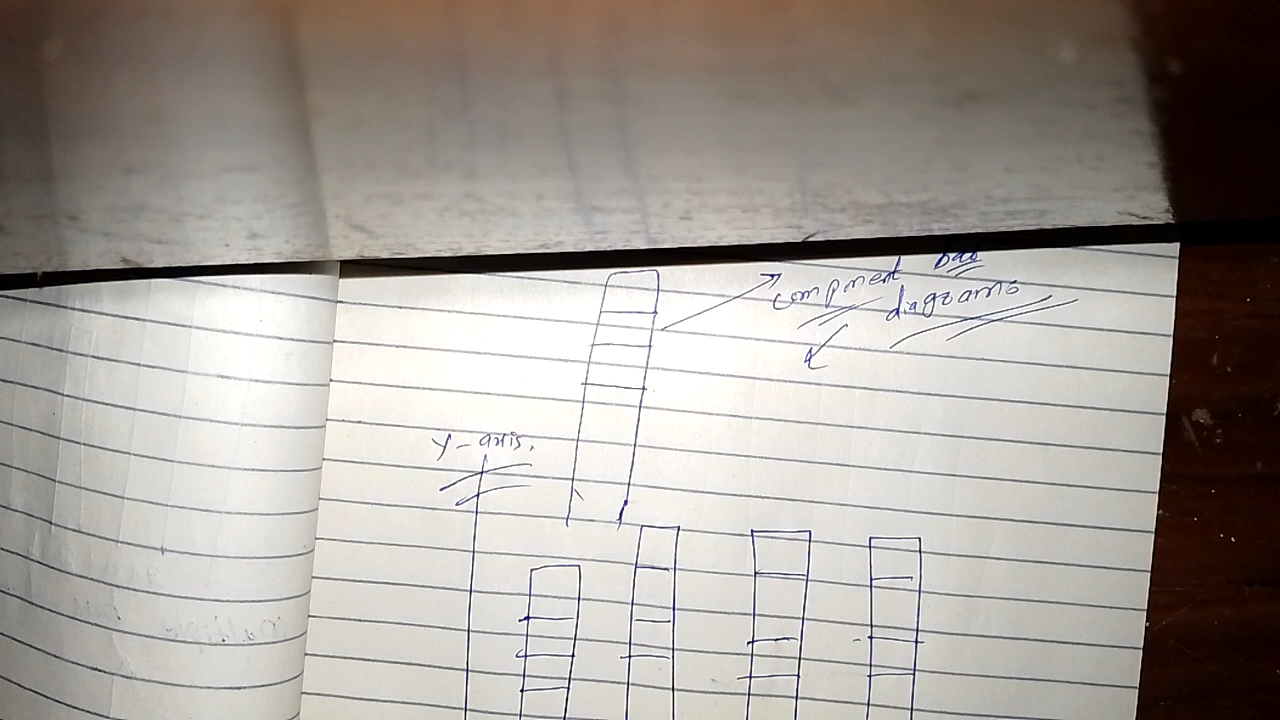 component bar
diagrams
y-axis.